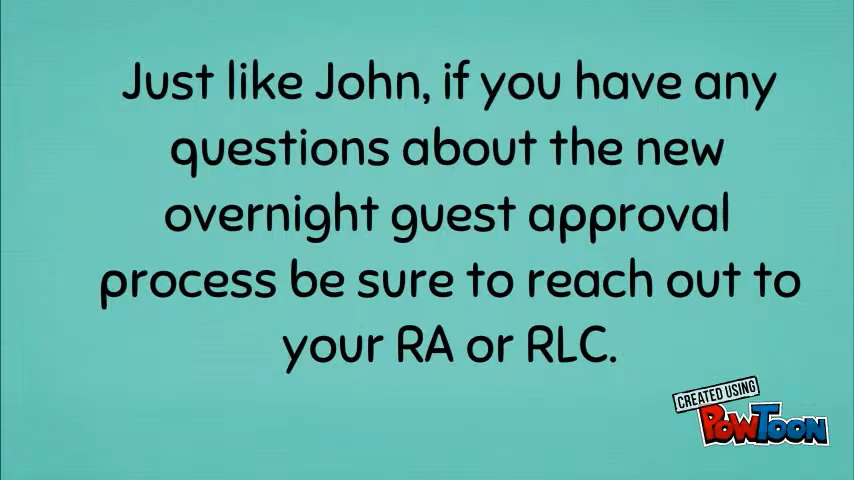 Just like John, if you have any
questions about the new
overnight guest approval
process be sure to reach out to
your RA or RLC.
CREATED USING
POWTOON